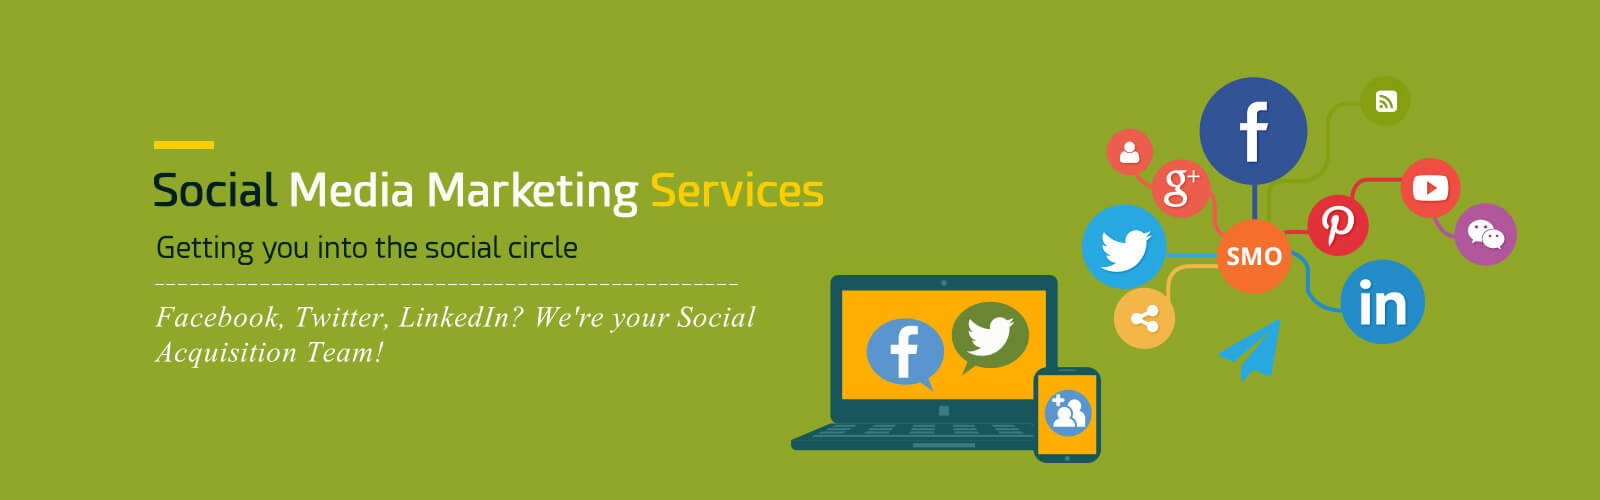 Social Media Marketing Services
Getting you into the social circle
Facebook, Twitter, LinkedIn? We're your Social
Acquisition Team!
f
g+
SMO
in
f